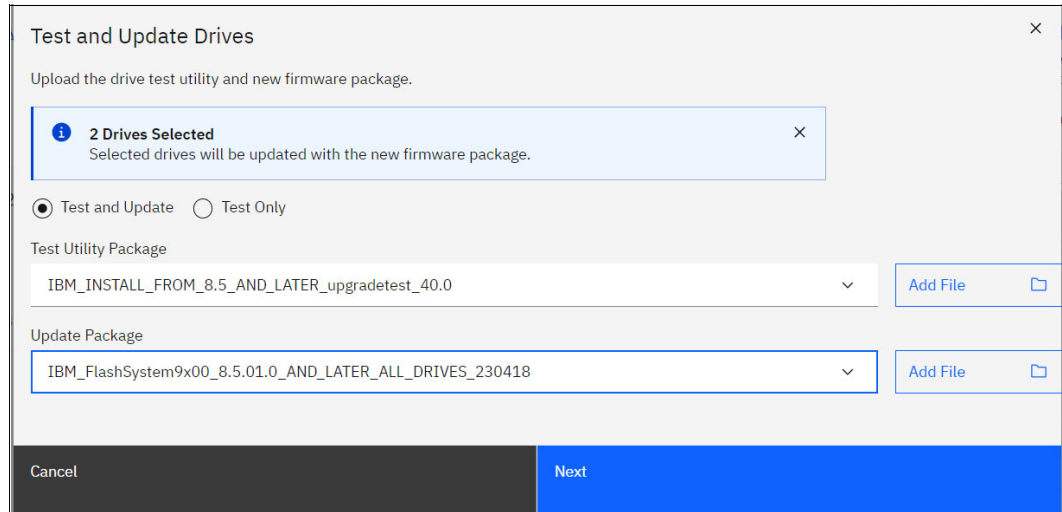 Test and Update Drives
Upload the drive test utility and new firmware package.
2 Drives Selected
Selected drives will be updated with the new firmware package.
Test and Update Test Only
Test Utility Package
IBM_INSTALL_FROM_8.5_AND_LATER_upgradetest_40.0 Add File
Update Package
IBM_FlashSystem9x00_8.5.01.0_AND_LATER_ALL_DRIVES_230418 Add File
Cancel Next